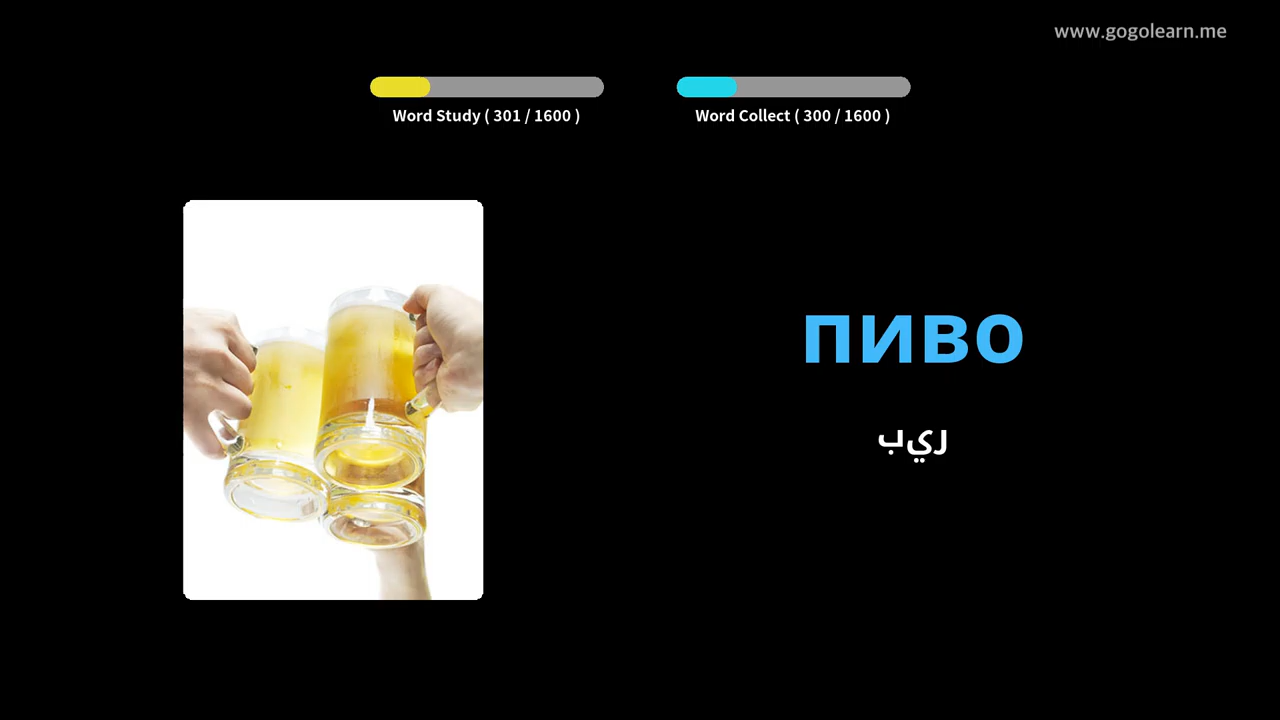 www.gogolearn.me
Word Study ( 301 / 1600 )
Word Collect ( 300 / 1600 )
пиво
ريب